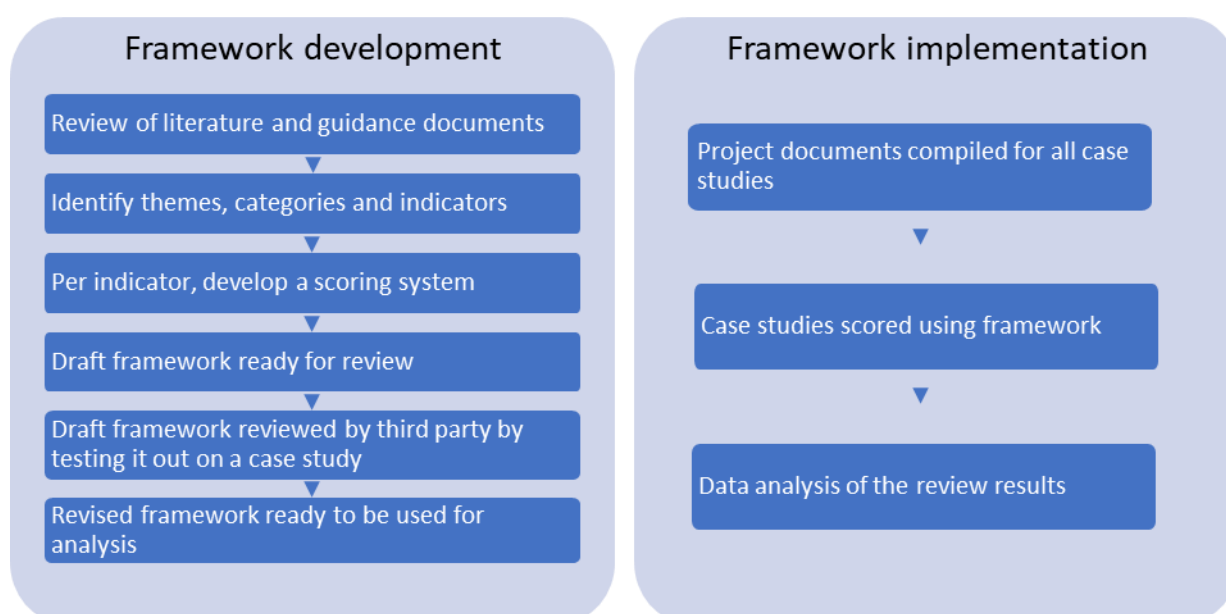 Framework development
Review of literature and guidance documents
Identify themes, categories and indicators
Per indicator, develop a scoring system
Draft framework ready for review
Draft framework reviewed by third party by
testing it out on a case study
Revised framework ready to be used for
analysis
Framework implementation
Project documents compiled for all case
studies
Case studies scored using framework
Data analysis of the review results